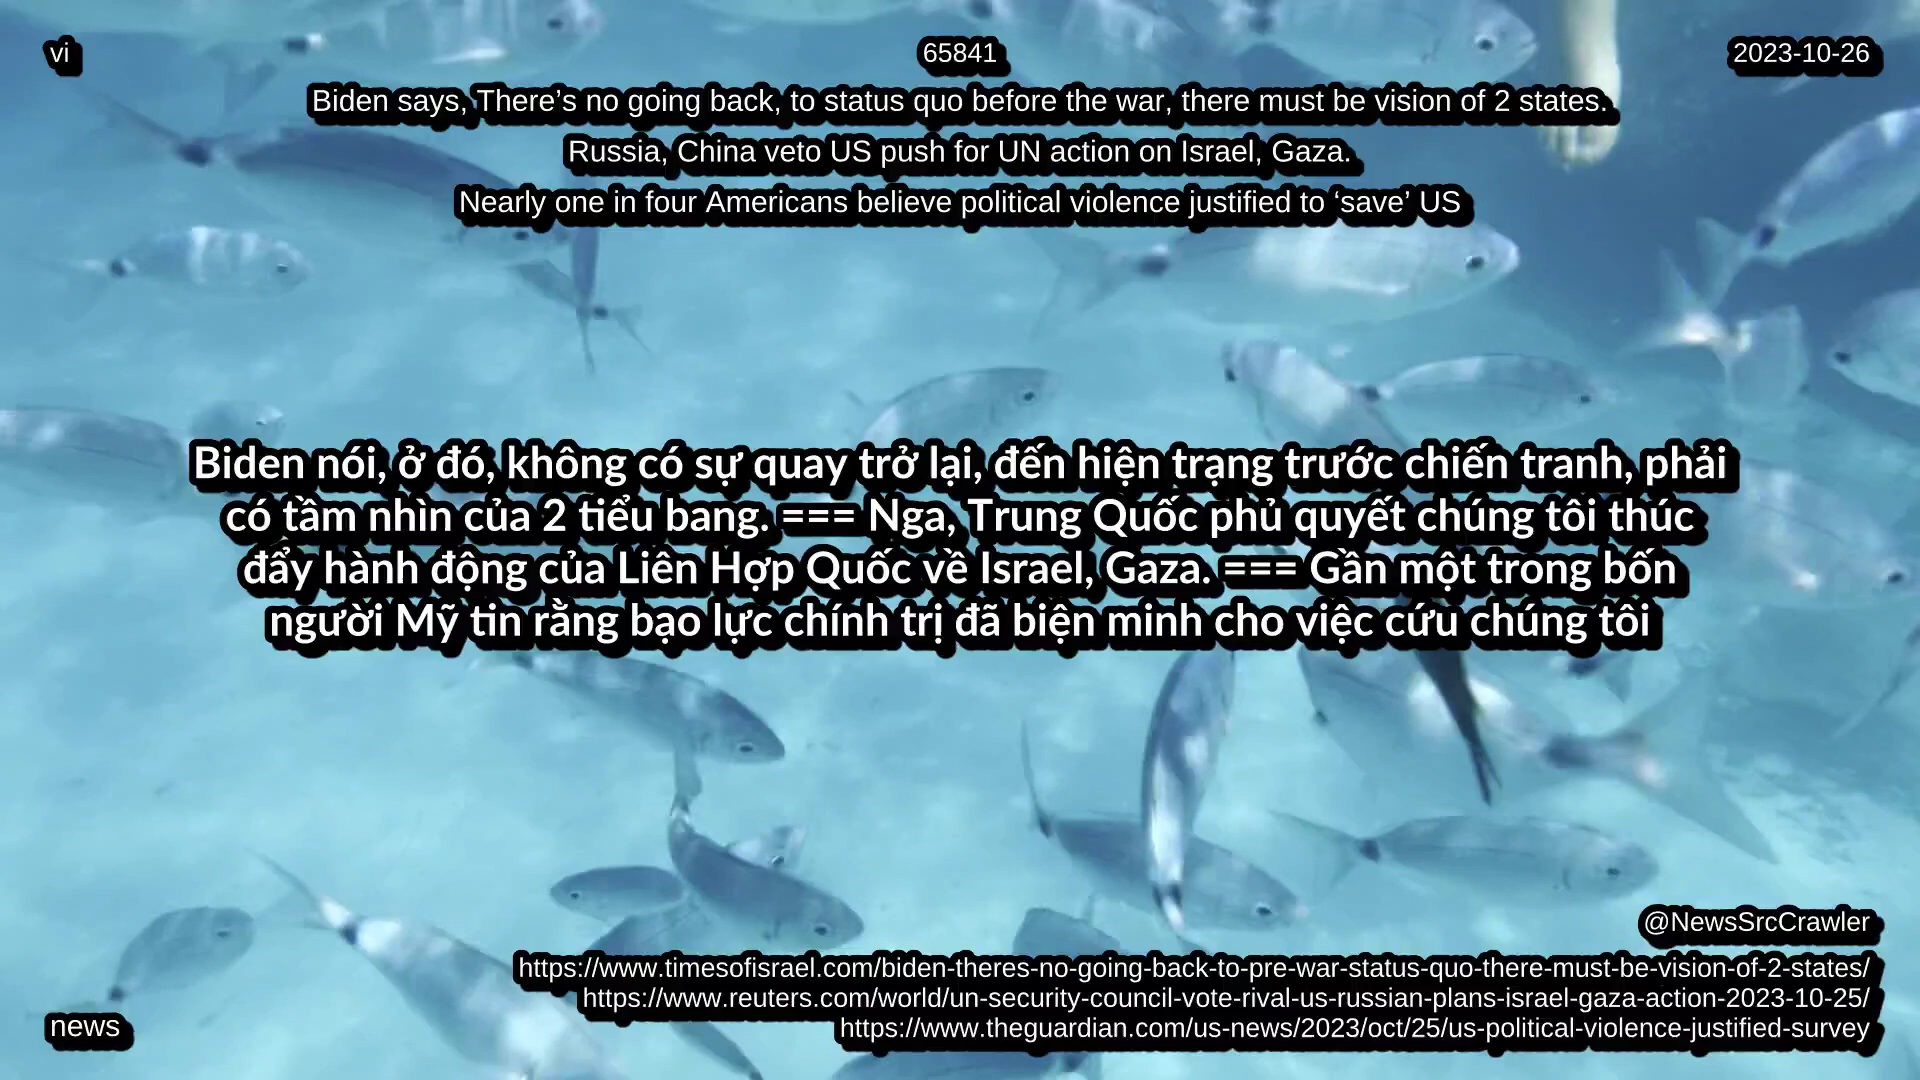 vi
65841
2023-10-26
Biden says, There’s no going back, to status quo before the war, there must be vision of 2 states.
Russia, China veto US push for UN action on Israel, Gaza.
Nearly one in four Americans believe political violence justified to ‘save’ US
Biden nói, ở đó, không có sự quay trở lại, đến hiện trạng trước chiến tranh, phải
có tầm nhìn của 2 tiểu bang. === Nga, Trung Quốc phủ quyết chúng tôi thúc
đẩy hành động của Liên Hợp Quốc về Israel, Gaza. === Gần một trong bốn
người Mỹ tin rằng bạo lực chính trị đã biện minh cho việc cứu chúng tôi
@NewsSrcCrawler
https://www.timesofisrael.com/biden-theres-no-going-back-to-pre-war-status-quo-there-must-be-vision-of-2-states/
https://www.reuters.com/world/un-security-council-vote-rival-us-russian-plans-israel-gaza-action-2023-10-25/
https://www.theguardian.com/us-news/2023/oct/25/us-political-violence-justified-survey
news